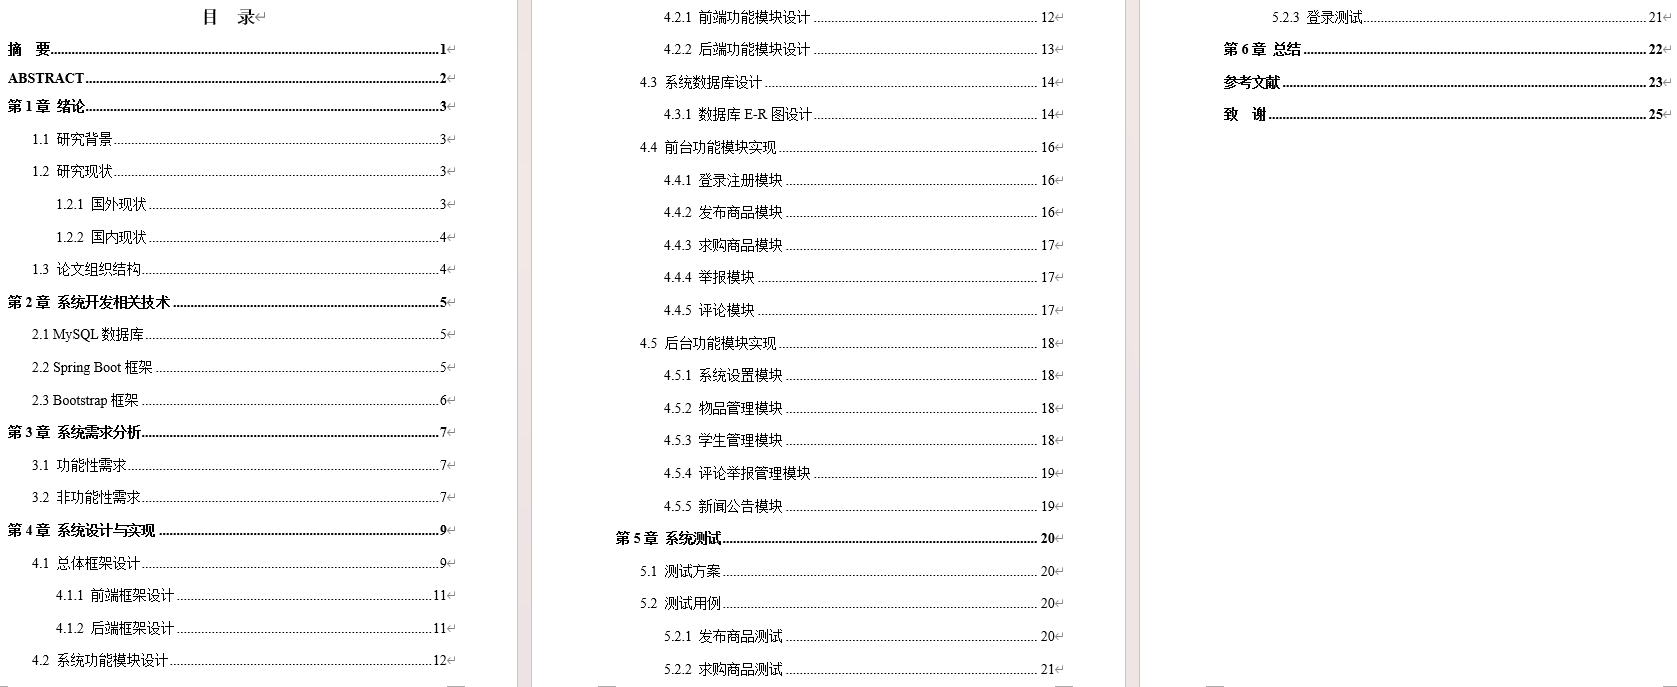 目　录
摘　要 1
ABSTRACT 2
第 1 章 绪论 3
1.1 研究背景 3
1.2 研究现状 3
1.2.1 国外现状 3
1.2.2 国内现状 4
1.3 论文组织结构 4
第 2 章 系统开发相关技术 5
2.1 MySQL 数据库 5
2.2 Spring Boot 框架 5
2.3 Bootstrap 框架 6
第 3 章 系统需求分析 7
3.1 功能性需求 7
3.2 非功能性需求 7
第 4 章 系统设计与实现 9
4.1 总体框架设计 9
4.1.1 前端框架设计 11
4.1.2 后端框架设计 11
4.2 系统功能模块设计 12
4.2.1 前端功能模块设计 12
4.2.2 后端功能模块设计 13
4.3 系统数据库设计 14
4.3.1 数据库 E-R 图设计 14
4.4 前台功能模块实现 16
4.4.1 登录注册模块 16
4.4.2 发布商品模块 16
4.4.3 求购商品模块 17
4.4.4 举报模块 17
4.4.5 评论模块 17
4.5 后台功能模块实现 18
4.5.1 系统设置模块 18
4.5.2 物品管理模块 18
4.5.3 学生管理模块 18
4.5.4 评论举报管理模块 19
4.5.5 新闻公告模块 19
第 5 章 系统测试 20
5.1 测试方案 20
5.2 测试用例 20
5.2.1 发布商品测试 20
5.2.2 求购商品测试 21
5.2.3 登录测试 21
第 6 章 总结 22
参考文献 23
致　谢 25